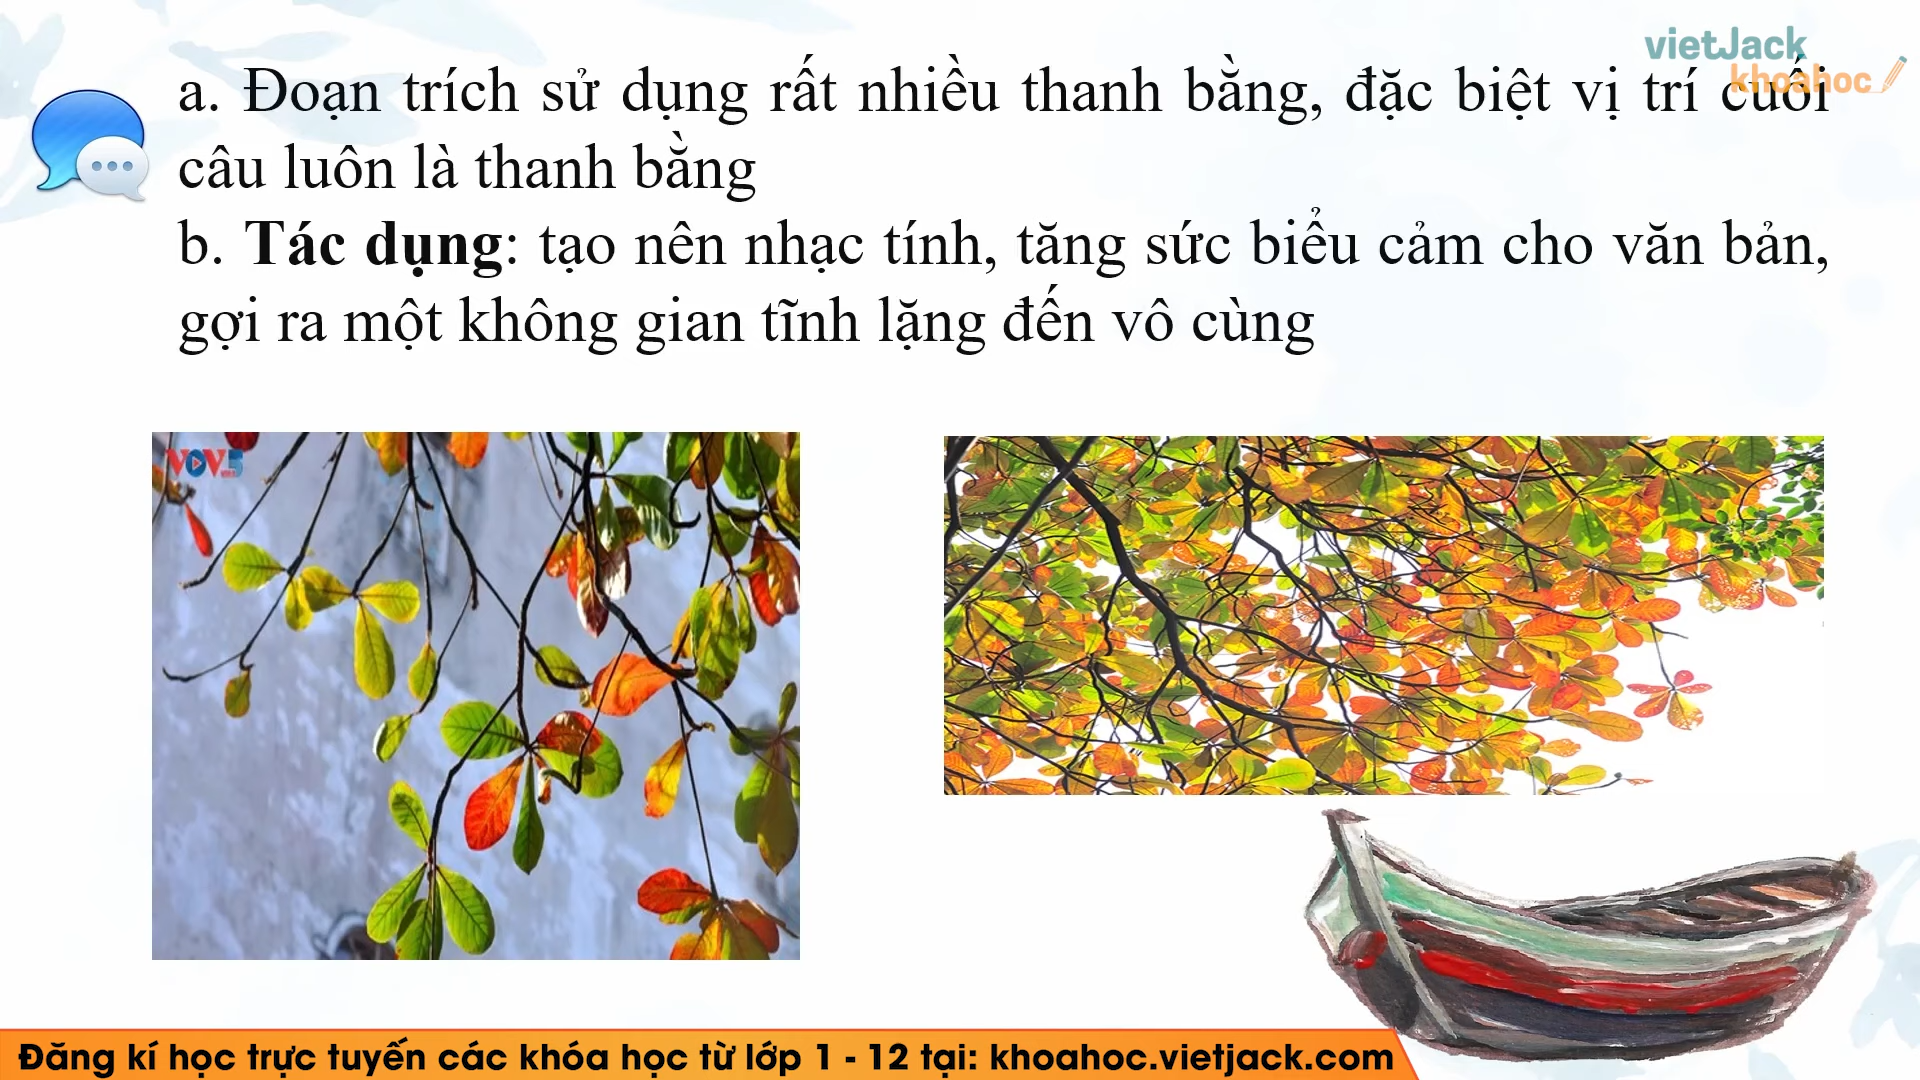 vietJack
khoahoc
a. Đoạn trích sử dụng rất nhiều thanh bằng, đặc biệt vị trí cuối
câu luôn là thanh bằng
b. Tác dụng: tạo nên nhạc tính, tăng sức biểu cảm cho văn bản,
gợi ra một không gian tĩnh lặng đến vô cùng
VOV5
Đăng kí học trực tuyến các khóa học từ lớp 1 - 12 tại: khoahoc.vietjack.com